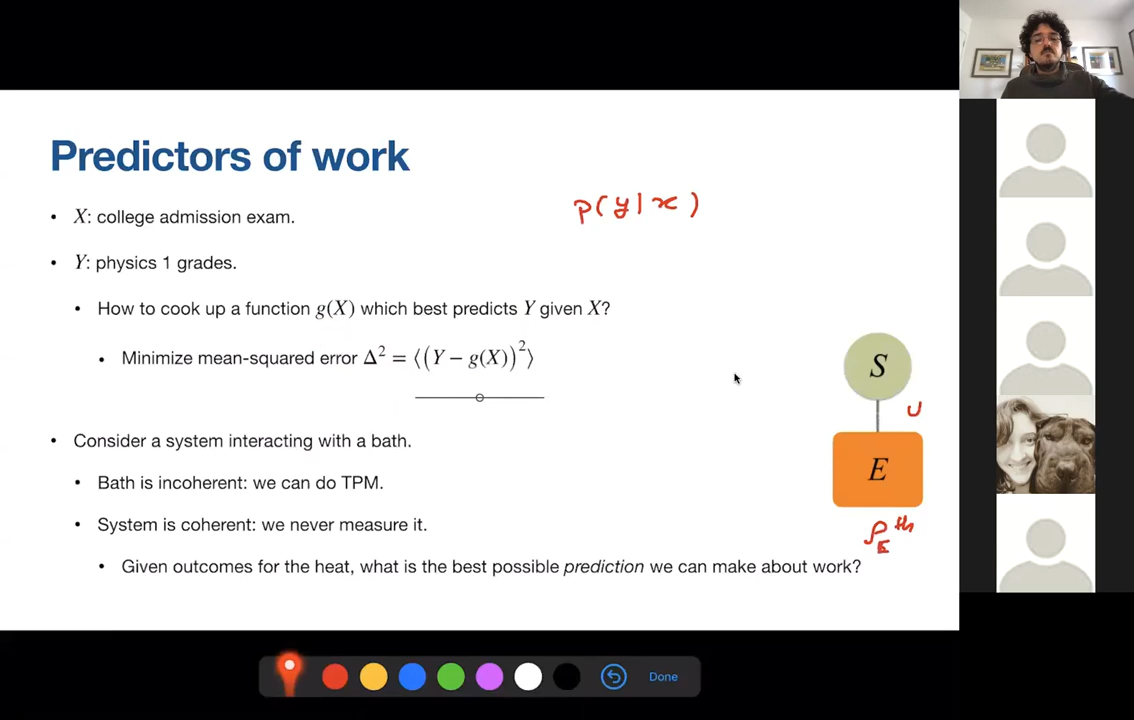 Predictors of work
• X: college admission exam.
P(y|x)
• Y: physics 1 grades.
• How to cook up a function g(X) which best predicts Y given X?
• Minimize mean-squared error Δ² = ⟨(Y − g(X))²⟩
S
U
• Consider a system interacting with a bath.
E
• Bath is incoherent: we can do TPM.
• System is coherent: we never measure it.
ρ_E^th
• Given outcomes for the heat, what is the best possible prediction we can make about work?
Done